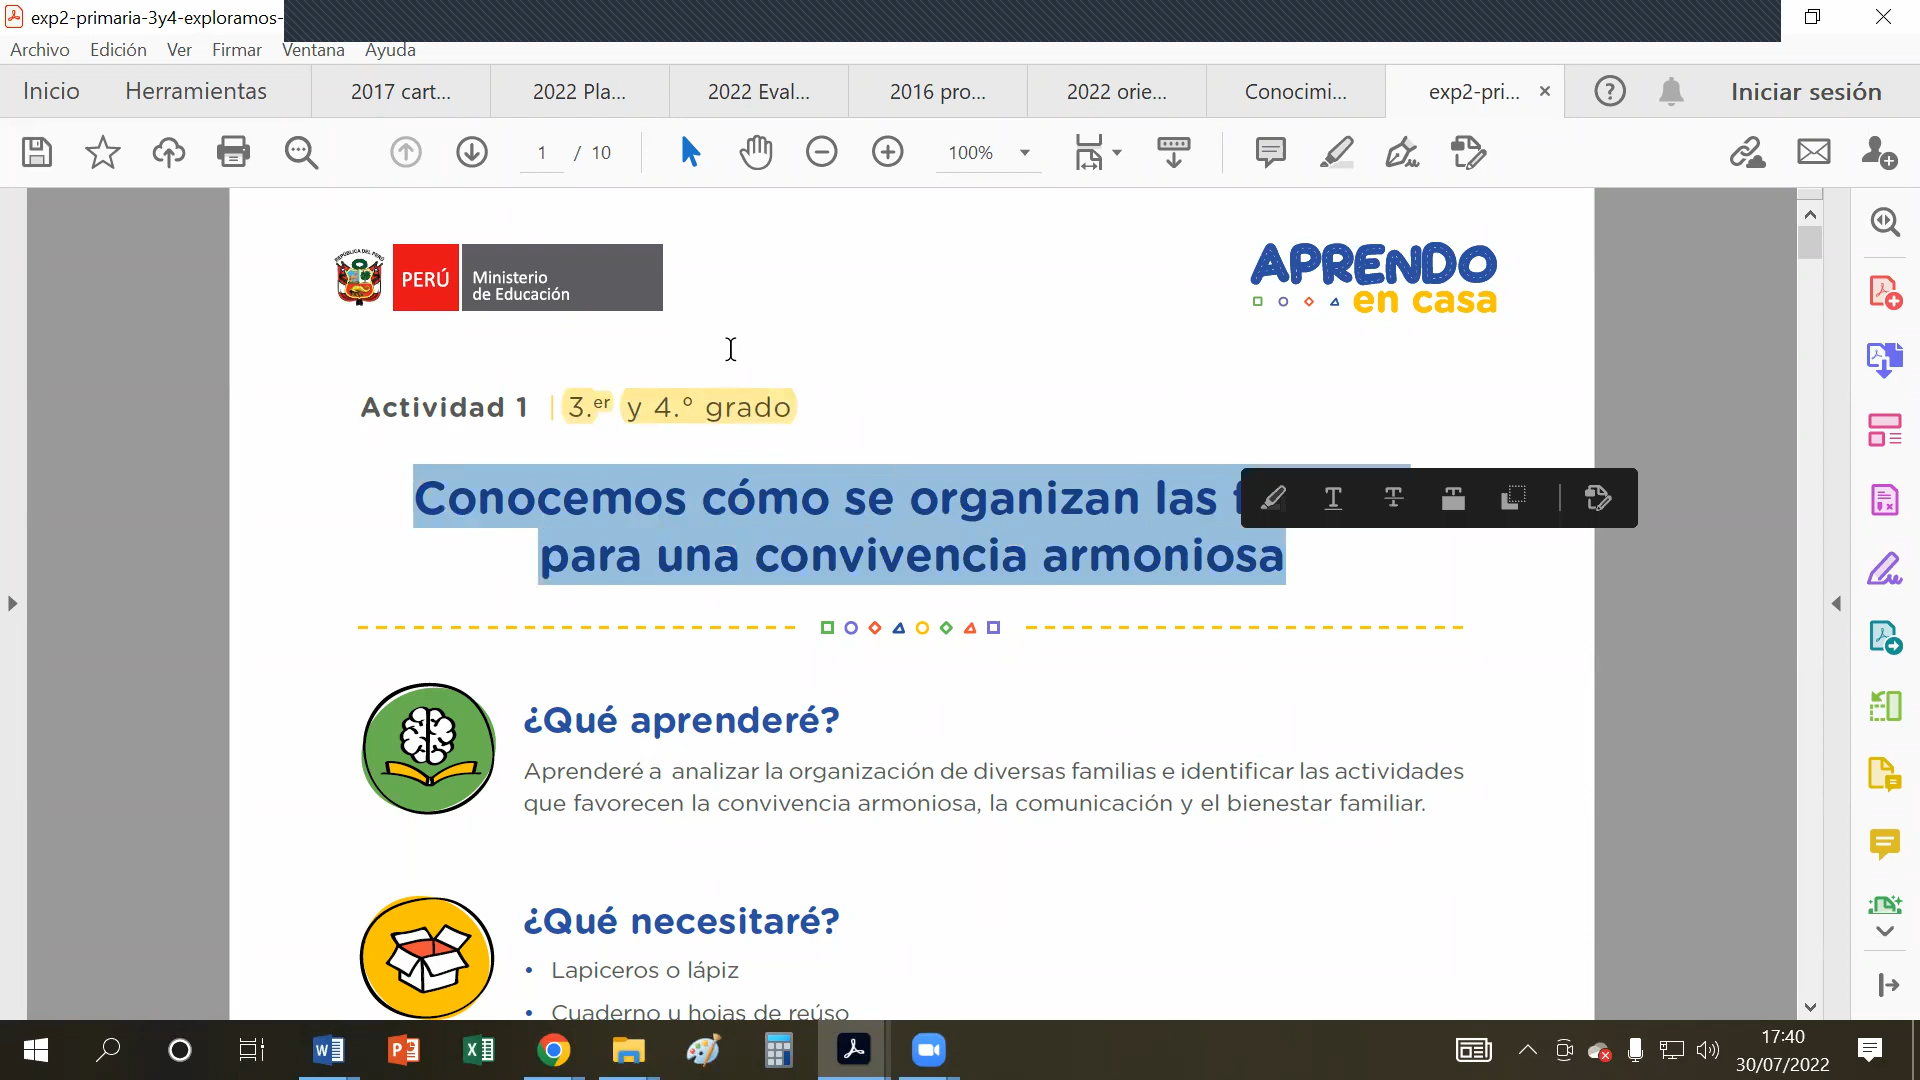 exp2-primaria-3y4-exploramos-
Archivo Edición Ver Firmar Ventana Ayuda
Inicio Herramientas 2017 cart... 2022 Pla... 2022 Eval... 2016 pro... 2022 orie... Conocimi... exp2-pri... Iniciar sesión
1 / 10 100%
REPÚBLICA DEL PERÚ
PERÚ Ministerio
de Educación
APRENDO
en casa
Actividad 1 | 3.er y 4.° grado
Conocemos cómo se organizan las
para una convivencia armoniosa
¿Qué aprenderé?
Aprenderé a analizar la organización de diversas familias e identificar las actividades
que favorecen la convivencia armoniosa, la comunicación y el bienestar familiar.
¿Qué necesitaré?
• Lapiceros o lápiz
• Cuaderno u hojas de reúso
17:40
30/07/2022